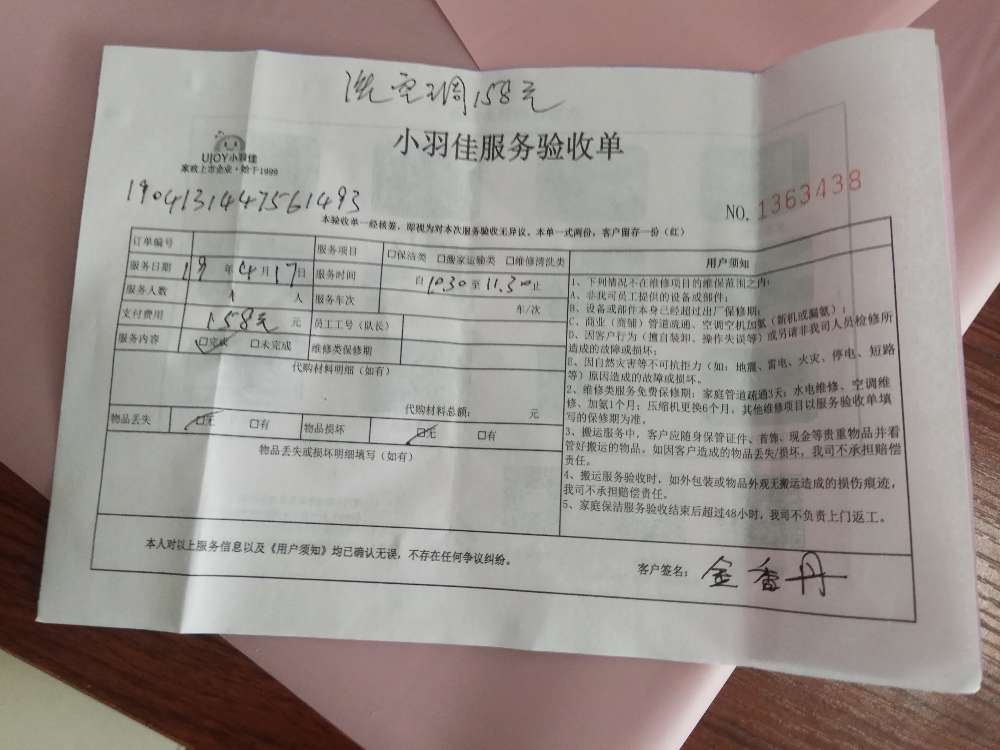 洗空调158元
小羽佳服务验收单
UJOY小羽佳
家政上市企业·始于1999
1904131447561493
NO. 1363438
本验收单一经核签，即视为对本次服务验收无异议。本单一式两份，客户留存一份（红）
订单编号 服务项目 □保洁类 □搬家运输类 □维修清洗类
服务日期 19年4月17日 服务时间 自10.30至11.30止
服务人数 人 服务车次 车/次
支付费用 158元 元 员工工号（队长）
服务内容 □完成 □未完成 维修类保修期
代购材料明细（如有）
代购材料总额： 元
物品丢失 □无 □有 物品损坏 □无 □有
物品丢失或损坏明细填写（如有）
用户须知
1、下列情况不在维修项目的维保范围之内：
A、非我司员工提供的设备或部件；
B、设备或部件本身已经超过出厂保修期；
C、商业（商铺）管道疏通、空调空机加氨（新机或漏氨）；
D、因客户行为（擅自装卸、操作失误等）或另请非我司人员检修所
造成的故障或损坏；
E、因自然灾害等不可抗拒力（如：地震、雷电、火灾、停电、短路
等）原因造成的故障或损坏。
2、维修类服务免费保修期：家庭管道疏通3天；水电维修、空调维
修、加氨1个月；压缩机更换6个月，其他维修项目以服务验收单填
写的保修期为准。
3、搬运服务中，客户应随身保管证件、首饰、现金等贵重物品并看
管好搬运的物品。如因客户造成的物品丢失/损坏，我司不承担赔偿
责任。
4、搬运服务验收时，如外包装或物品外观无搬运造成的损伤痕迹，
我司不承担赔偿责任。
5、家庭保洁服务验收结束后超过48小时，我司不负责上门返工。
本人对以上服务信息以及《用户须知》均已确认无误，不存在任何争议纠纷。
客户签名：金香丹